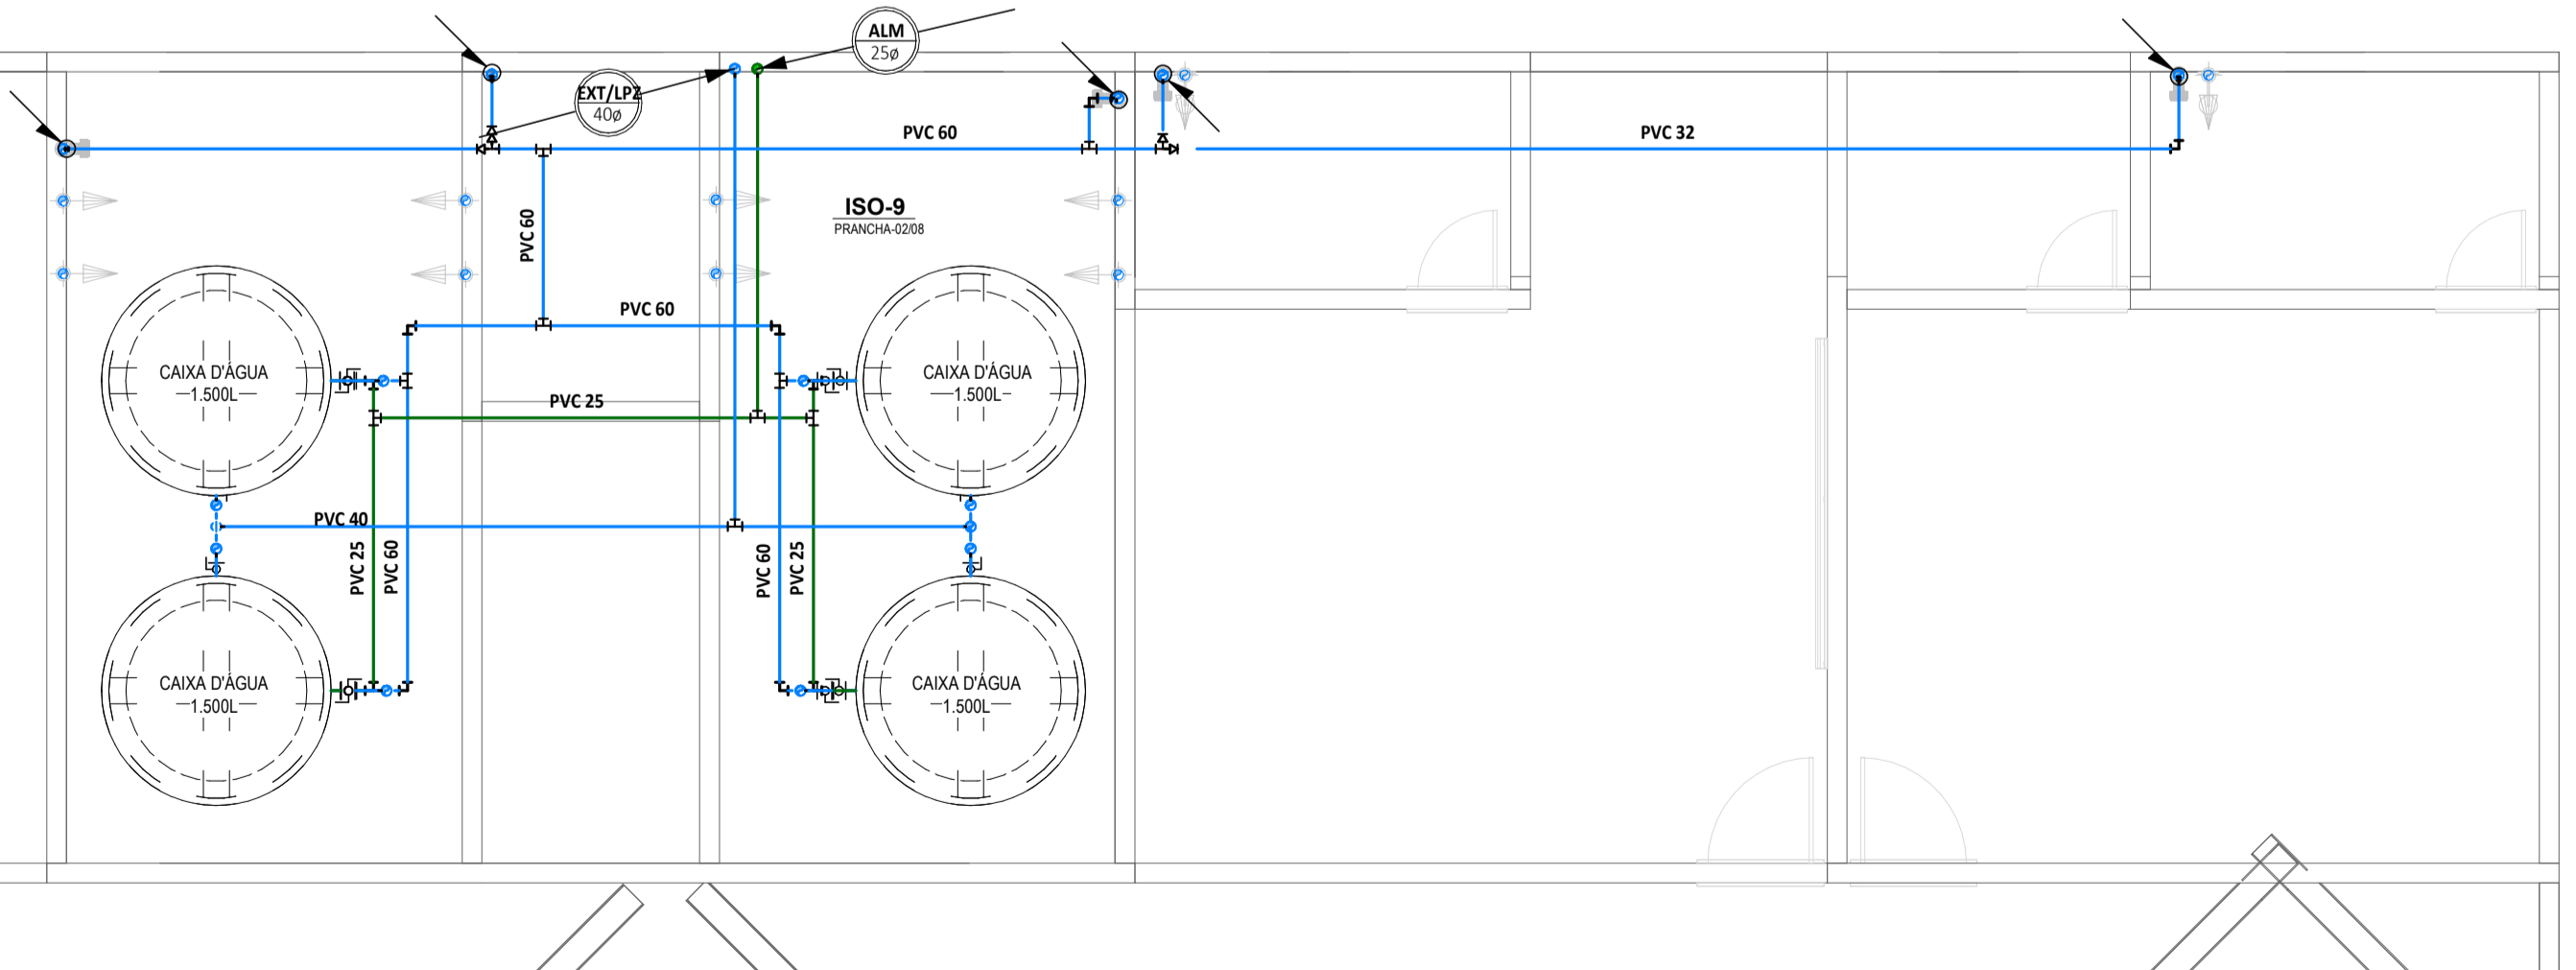 ALM
25ø
EXT/LPZ
40ø
PVC 60
PVC 32
ISO-9
PRANCHA-02/08
PVC 60
PVC 60
CAIXA D'ÁGUA
1.500L
CAIXA D'ÁGUA
1.500L
PVC 25
PVC 40
PVC 25
PVC 60
PVC 60
PVC 25
CAIXA D'ÁGUA
1.500L
CAIXA D'ÁGUA
1.500L